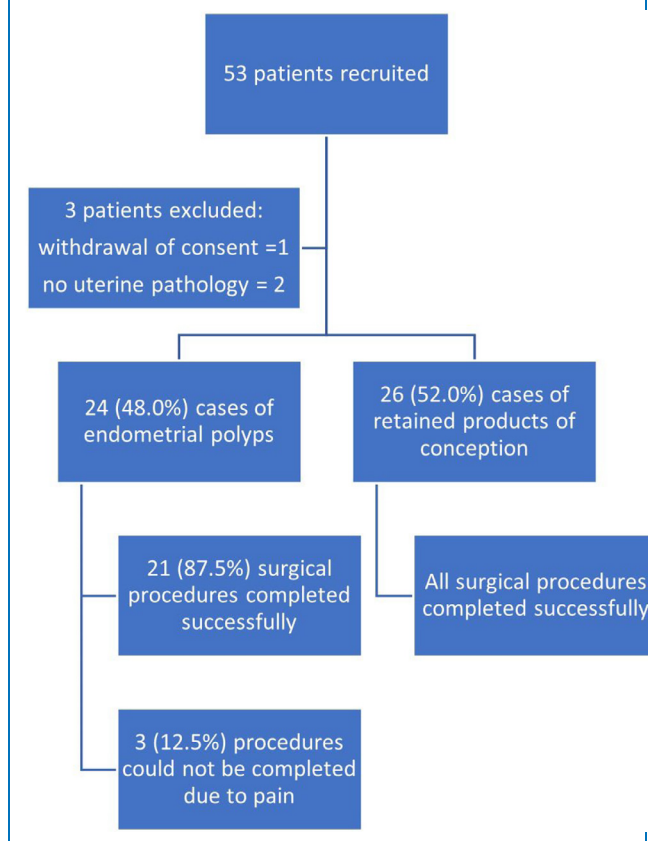 53 patients recruited
3 patients excluded:
withdrawal of consent =1
no uterine pathology = 2
24 (48.0%) cases of
endometrial polyps
26 (52.0%) cases of
retained products of
conception
21 (87.5%) surgical
procedures completed
successfully
All surgical procedures
completed successfully
3 (12.5%) procedures
could not be completed
due to pain